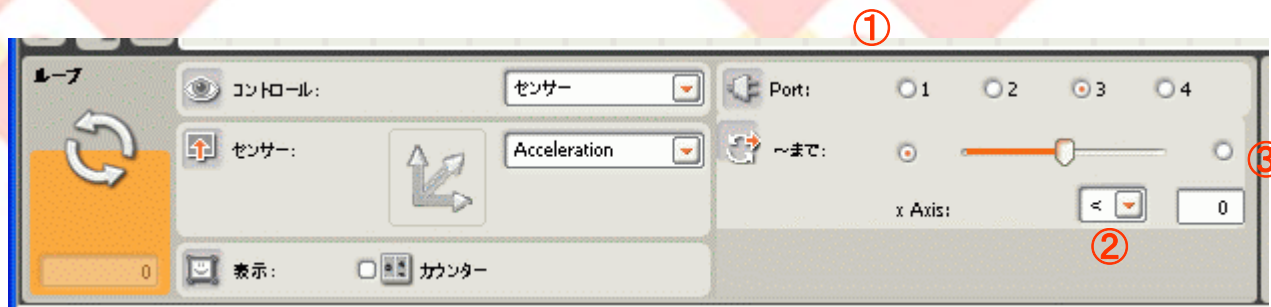 ①
ループ
コントロール: センサー
Port: 1 2 3 4
センサー: Acceleration
~まで:
③
x Axis: < 0
②
0
表示: カウンター